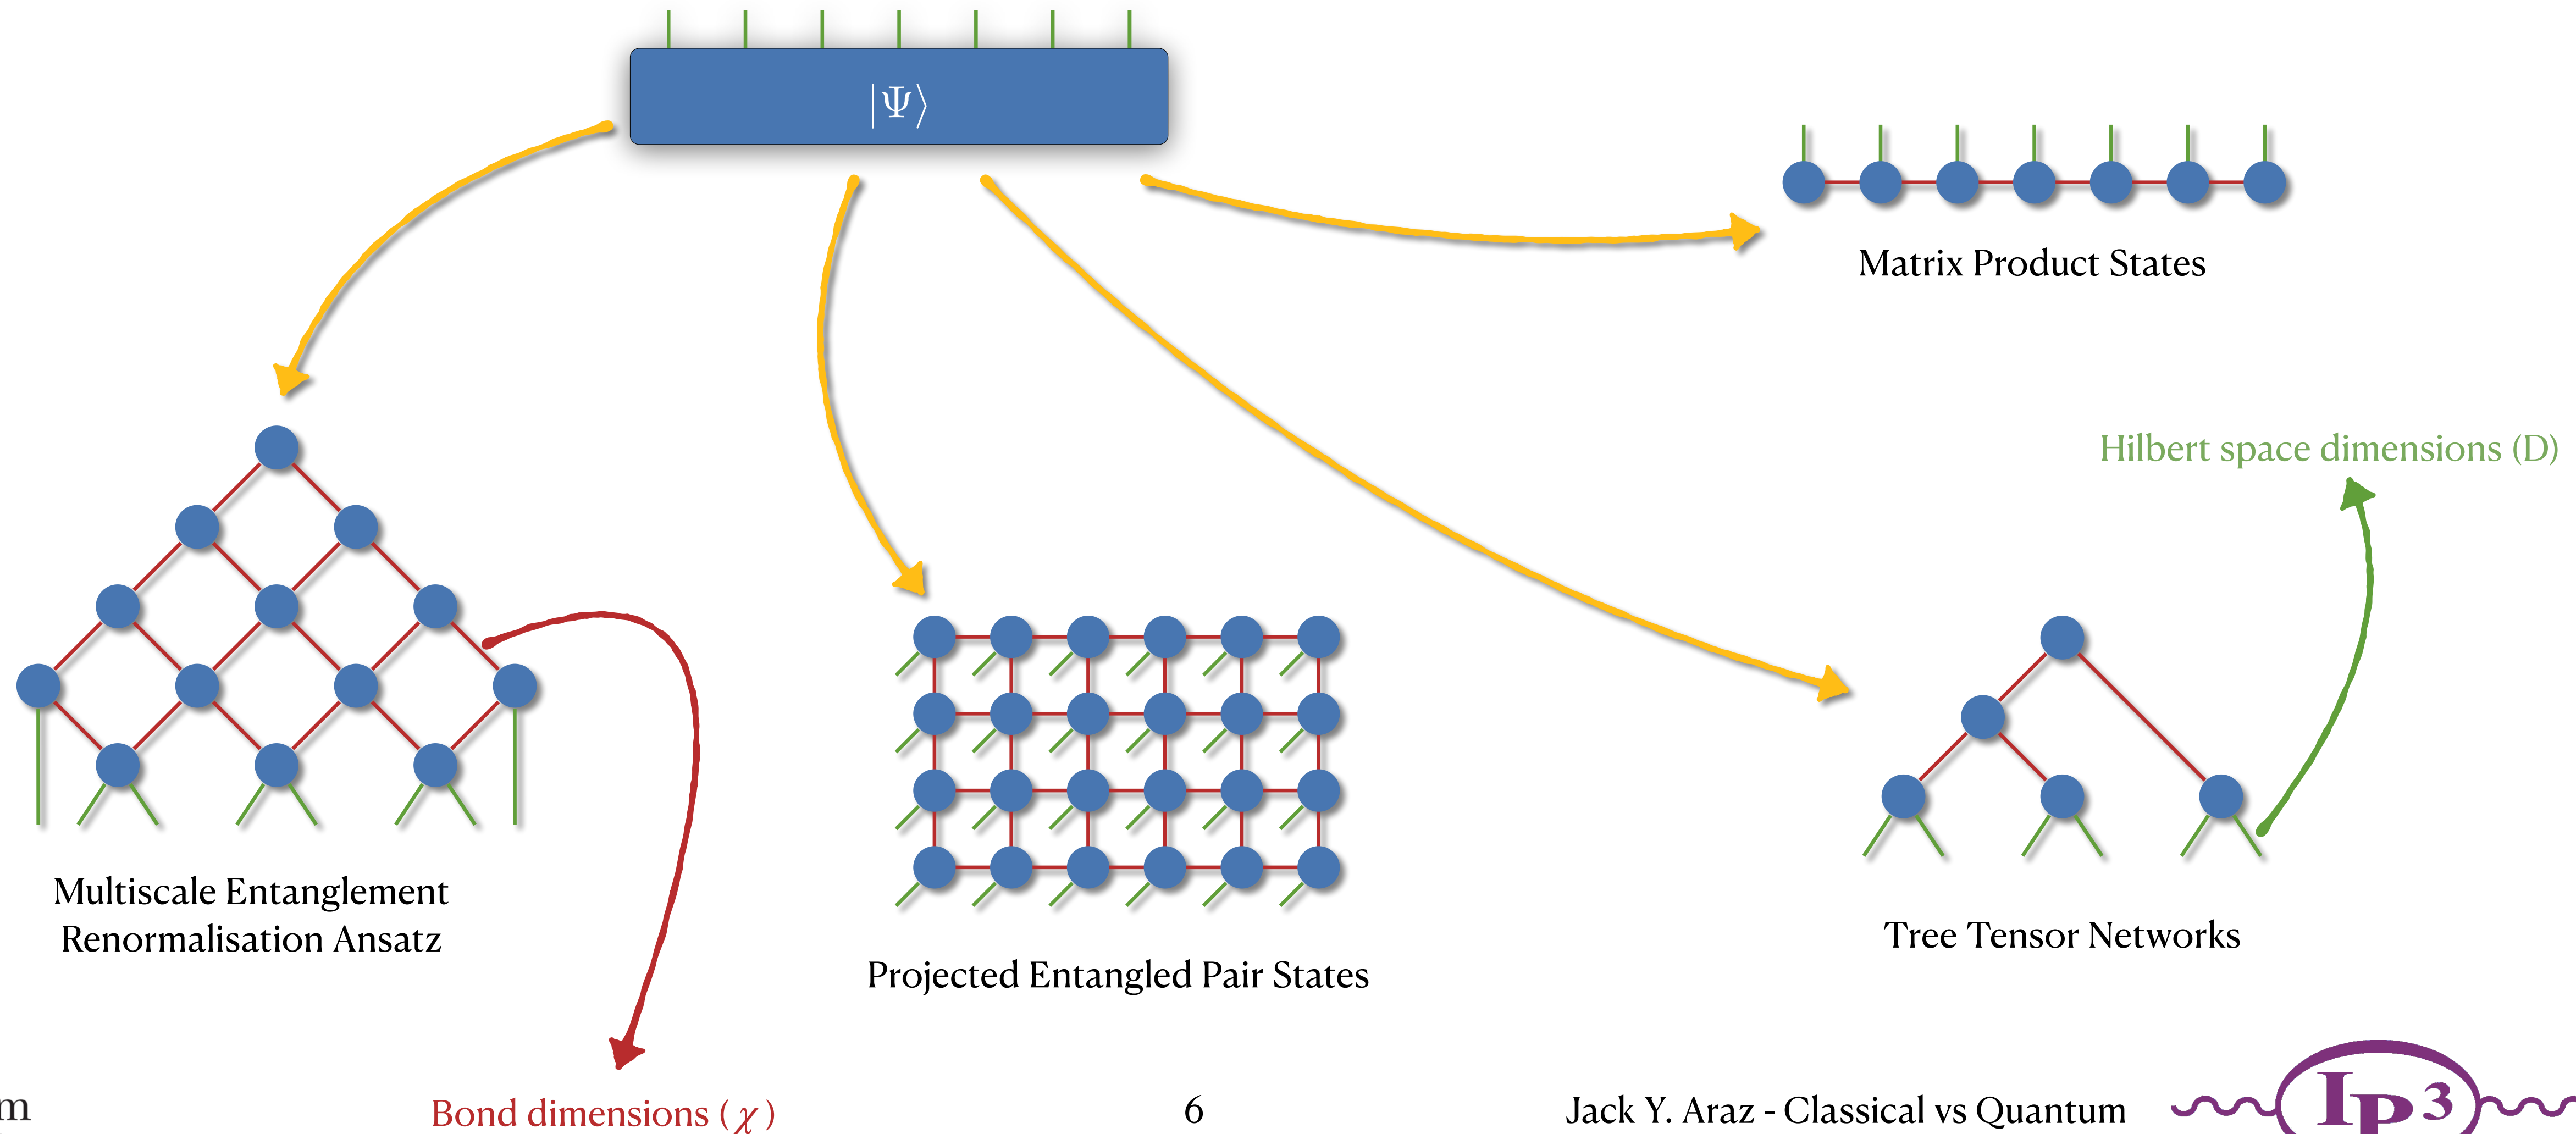 |Ψ⟩
Matrix Product States
Hilbert space dimensions (D)
Multiscale Entanglement
Renormalisation Ansatz
Projected Entangled Pair States
Tree Tensor Networks
Bond dimensions (χ)
m
6
Jack Y. Araz - Classical vs Quantum
IP3